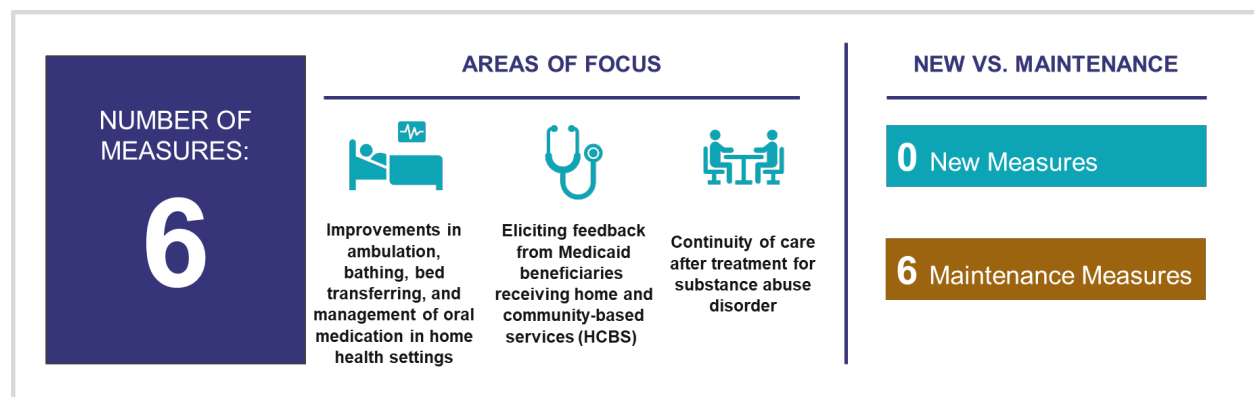 NUMBER OF
MEASURES:
6
AREAS OF FOCUS
Improvements in
ambulation,
bathing, bed
transferring, and
management of oral
medication in home
health settings
Eliciting feedback
from Medicaid
beneficiaries
receiving home and
community-based
services (HCBS)
Continuity of care
after treatment for
substance abuse
disorder
NEW VS. MAINTENANCE
0 New Measures
6 Maintenance Measures